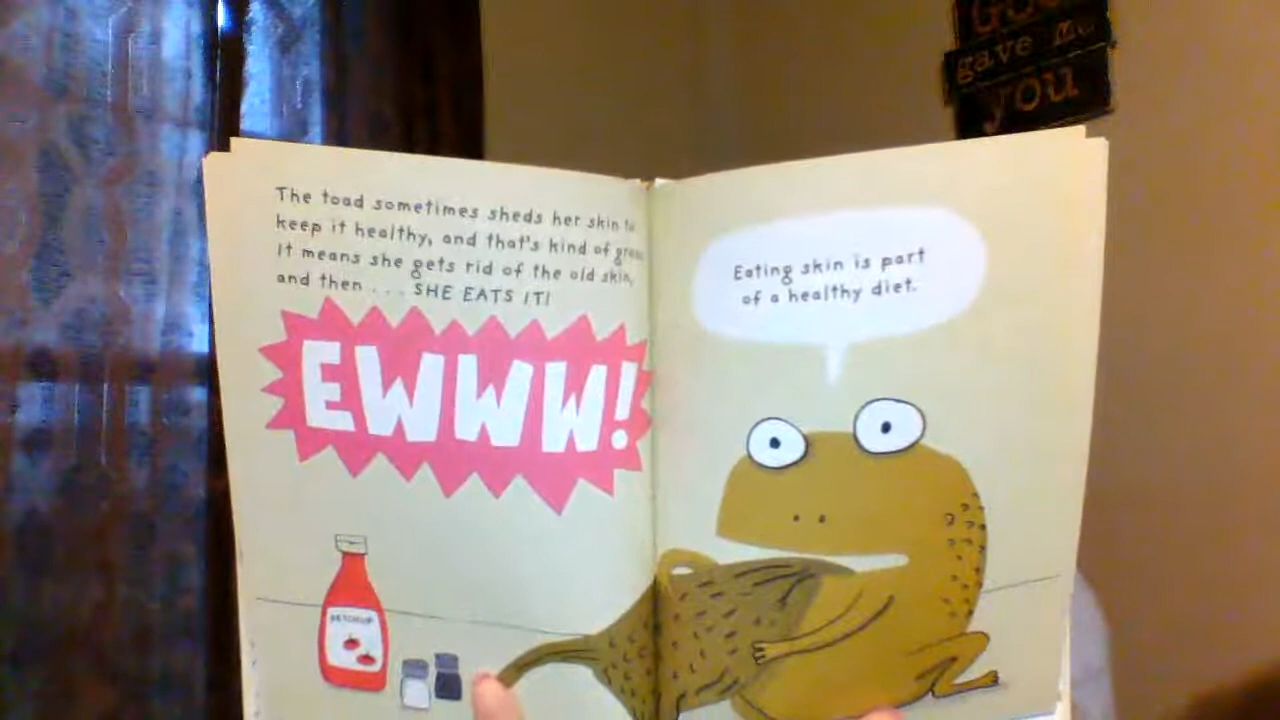 God
gave me
you
The toad sometimes sheds her skin to
keep it healthy, and that's kind of
It means she gets rid of the old skin,
and then . . . SHE EATS IT!
EWWW!
KETCHUP
Eating skin is part
of a healthy diet.